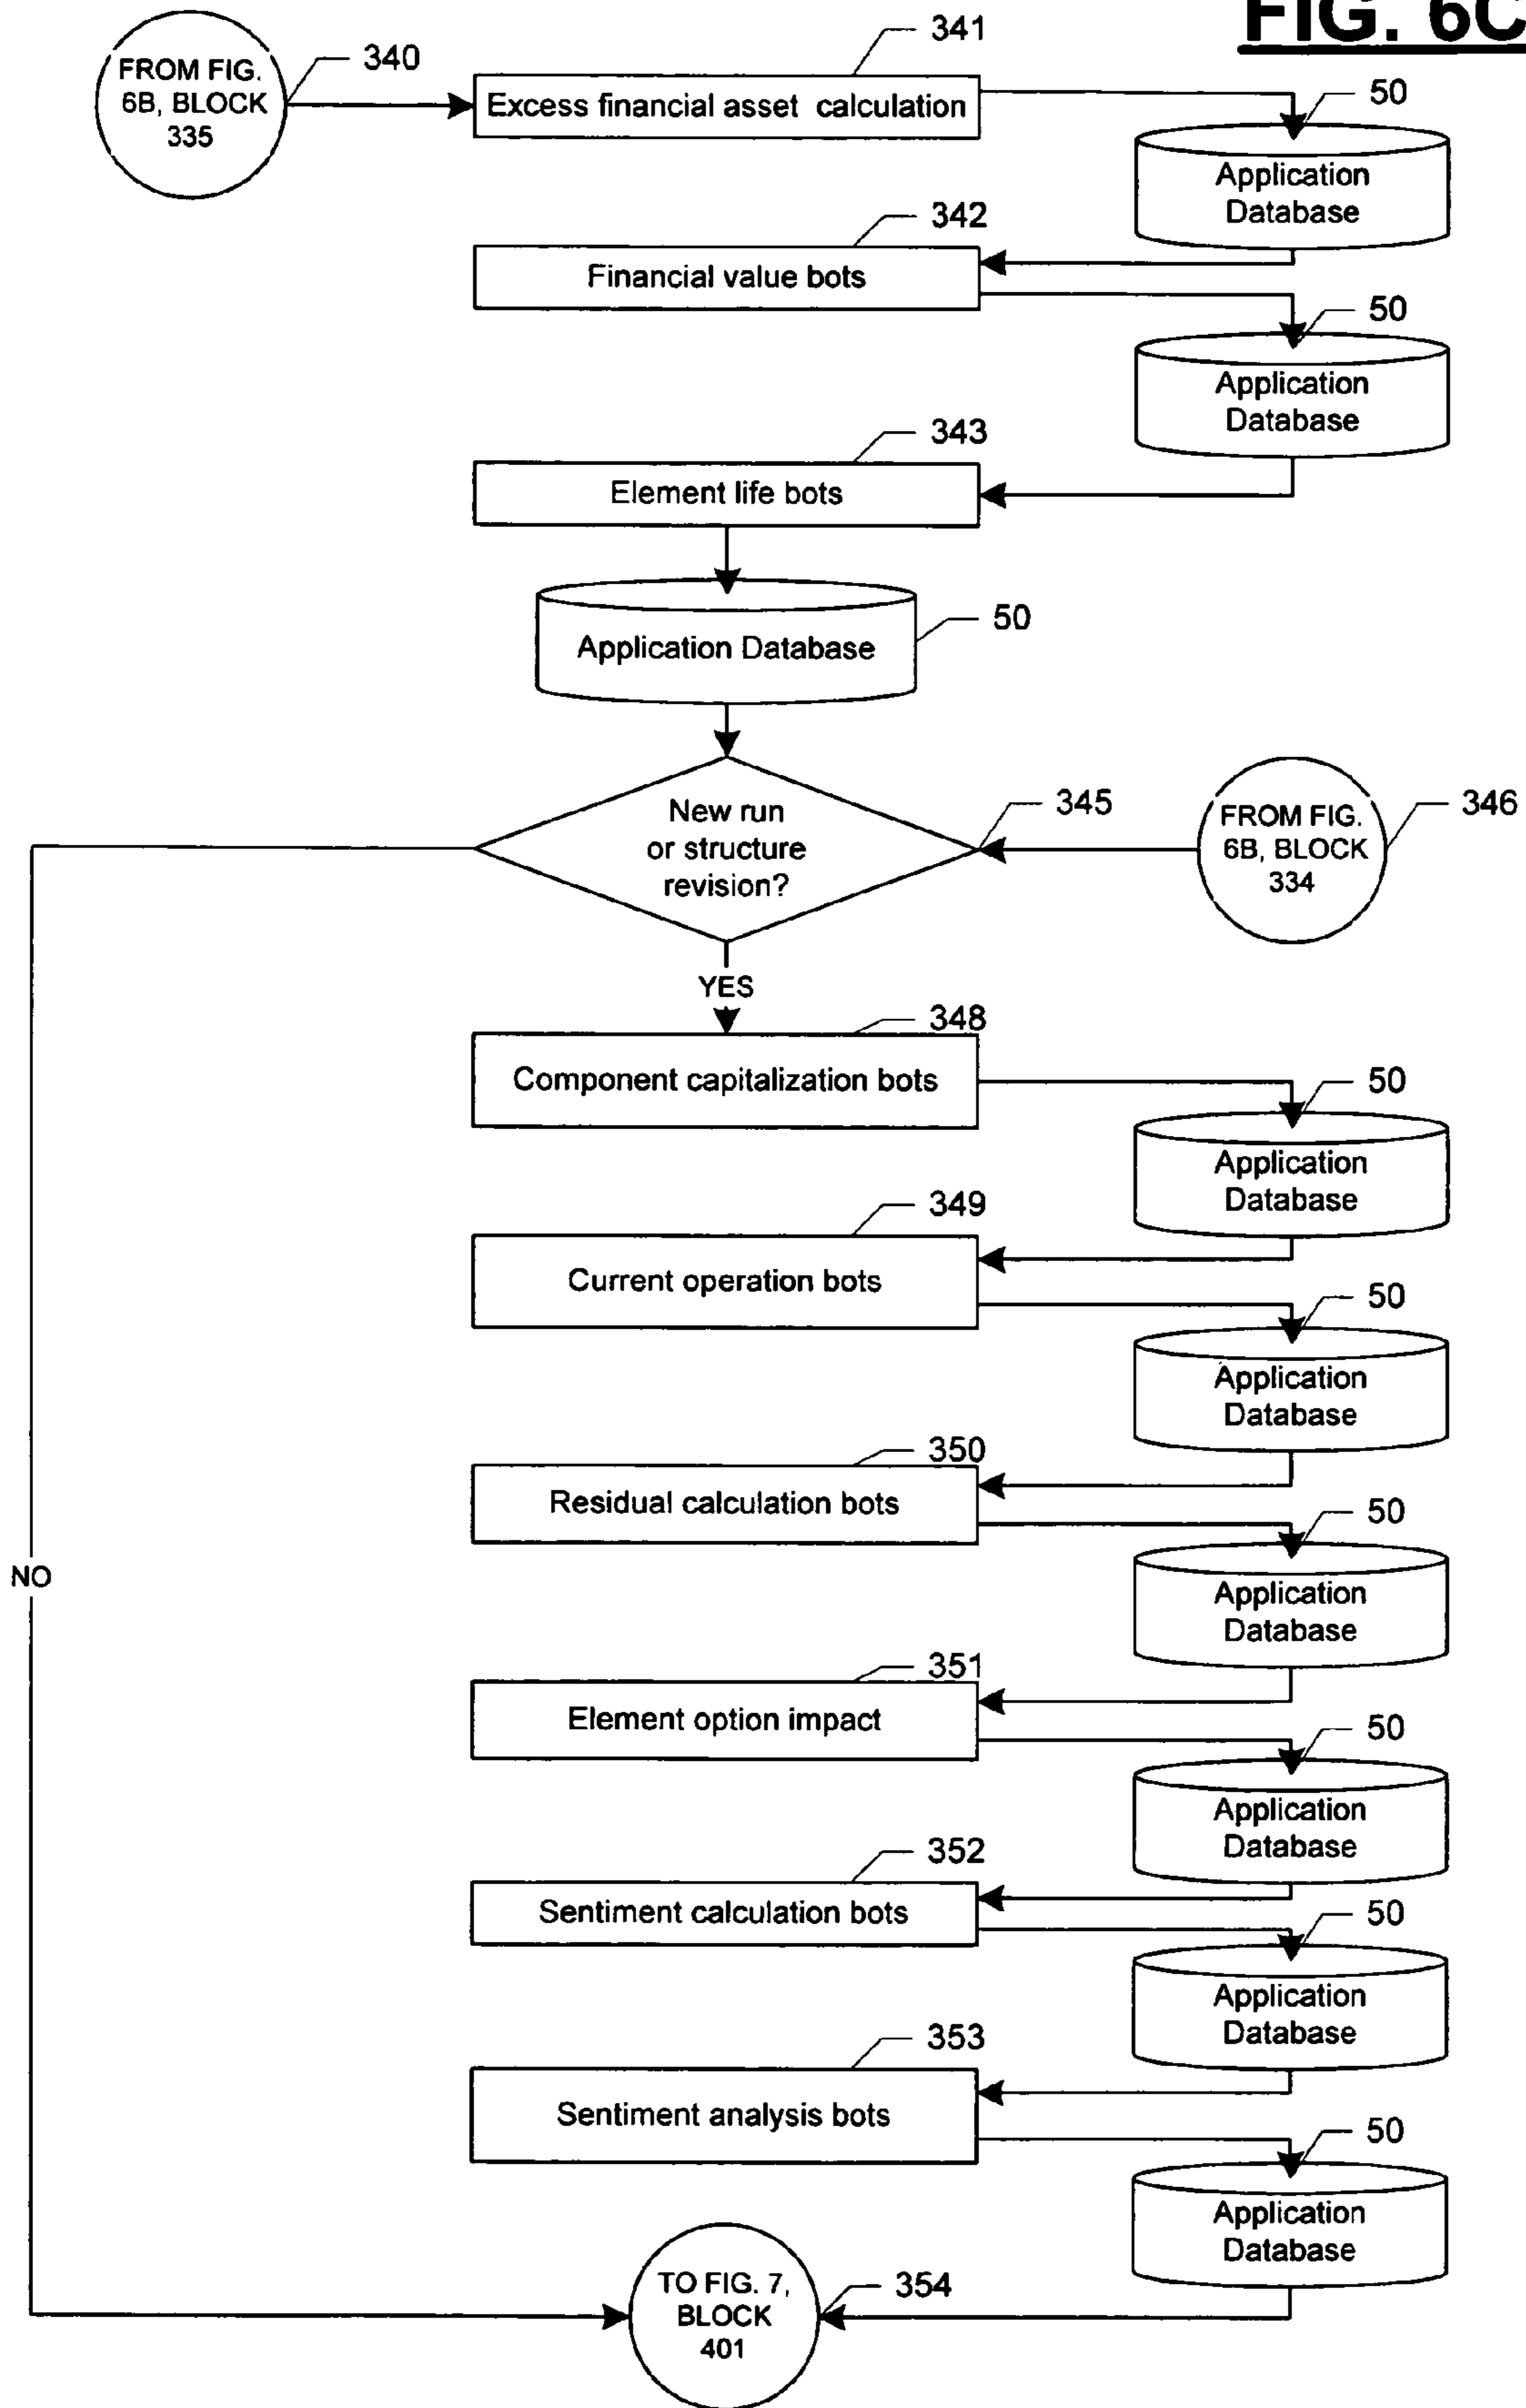 FIG. 6C
341
FROM FIG.
6B, BLOCK
335
340
Excess financial asset calculation
50
Application
Database
342
Financial value bots
50
Application
Database
343
Element life bots
50
Application Database
New run
or structure
revision?
345
FROM FIG.
6B, BLOCK
334
346
YES
348
Component capitalization bots
50
Application
Database
349
Current operation bots
50
Application
Database
350
Residual calculation bots
50
Application
Database
NO
351
Element option impact
50
Application
Database
352
Sentiment calculation bots
50
Application
Database
353
Sentiment analysis bots
50
Application
Database
TO FIG. 7,
BLOCK
401
354